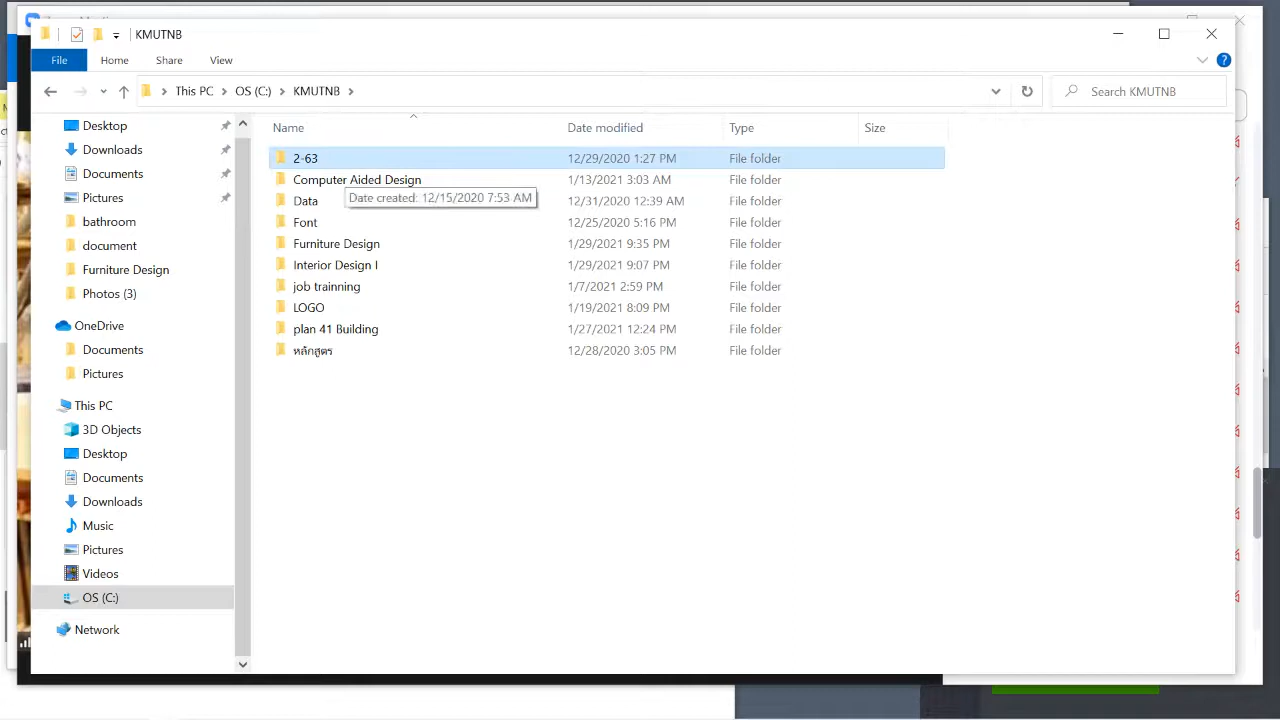 KMUTNB
File Home Share View
This PC OS (C:) KMUTNB Search KMUTNB
Desktop
Downloads
Documents
Pictures
bathroom
document
Furniture Design
Photos (3)
OneDrive
Documents
Pictures
This PC
3D Objects
Desktop
Documents
Downloads
Music
Pictures
Videos
OS (C:)
Network
Name Date modified Type Size
2-63 12/29/2020 1:27 PM File folder
Computer Aided Design 1/13/2021 3:03 AM File folder
Date created: 12/15/2020 7:53 AM
Data 12/31/2020 12:39 AM File folder
Font 12/25/2020 5:16 PM File folder
Furniture Design 1/29/2021 9:35 PM File folder
Interior Design I 1/29/2021 9:07 PM File folder
job trainning 1/7/2021 2:59 PM File folder
LOGO 1/19/2021 8:09 PM File folder
plan 41 Building 1/27/2021 12:24 PM File folder
หลักสูตร 12/28/2020 3:05 PM File folder